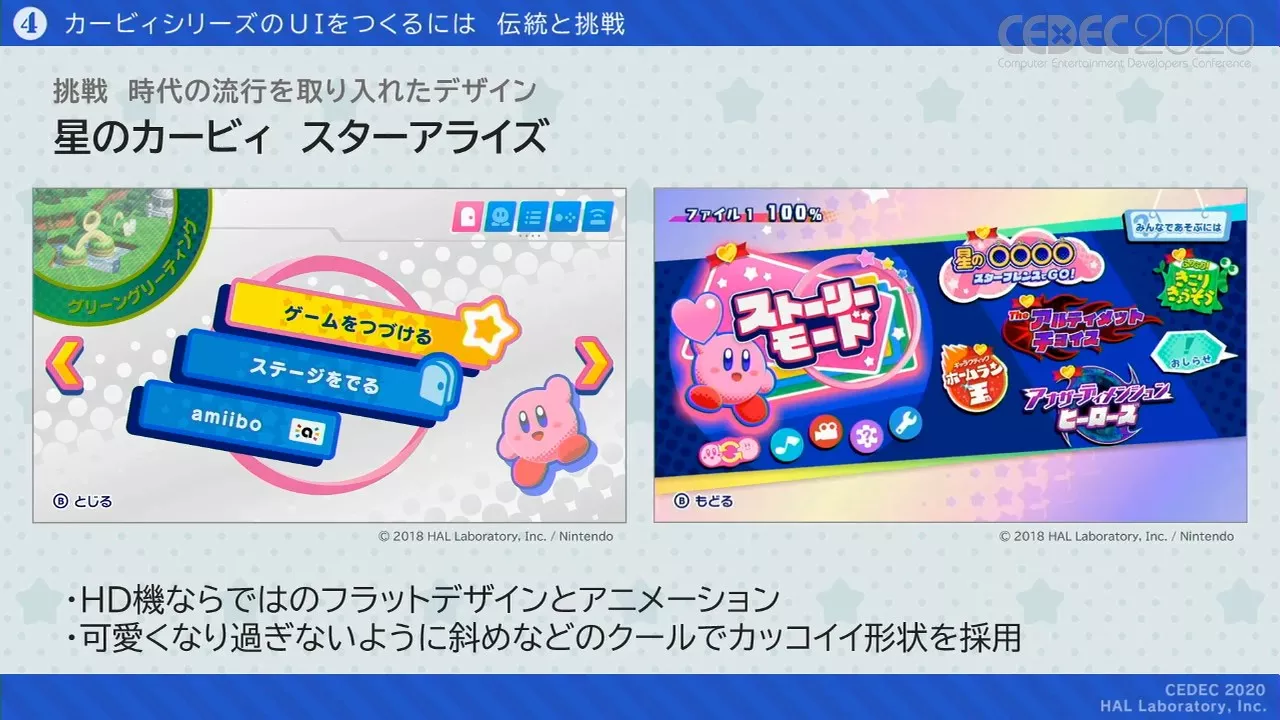 4 カービィシリーズのUIをつくるには 伝統と挑戦
CEDEC2020
Computer Entertainment Developers Conference
挑戦 時代の流行を取り入れたデザイン
星のカービィ スターアライズ
グリーングリーティング
ゲームをつづける
ステージをでる
amiibo
a
Ⓑ とじる
© 2018 HAL Laboratory, Inc. / Nintendo
ファイル1 100%
みんなであそぶには
ストーリー
モード
星の〇〇〇〇
スターフレンズでGO!
きこり
きょうそう
The アルティメット
チョイス
おしらせ
ホームラン
王
アナザーディメンション
ヒーローズ
Ⓑ もどる
© 2018 HAL Laboratory, Inc. / Nintendo
・HD機ならではのフラットデザインとアニメーション
・可愛くなり過ぎないように斜めなどのクールでカッコイイ形状を採用
CEDEC 2020
HAL Laboratory, Inc.